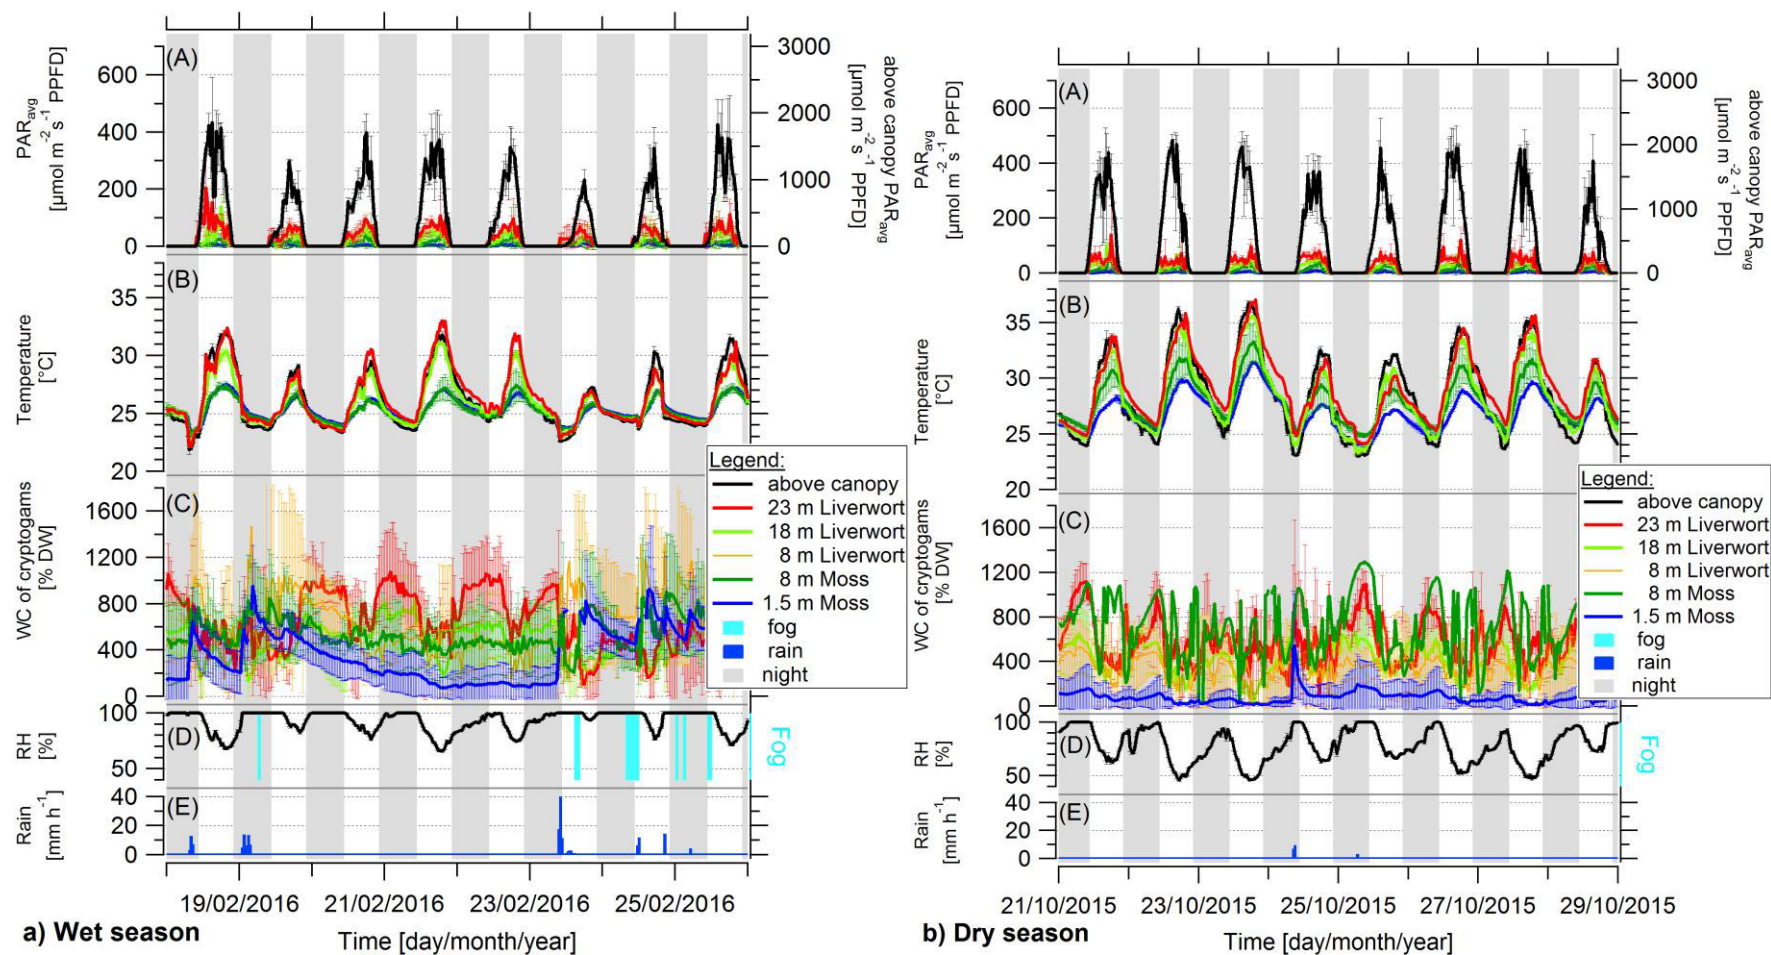 (A)
PARavg
[µmol m-2 s-1 PPFD]
600
400
200
0
3000
2000
1000
0
above canopy PARavg
[µmol m-2 s-1 PPFD]
(B)
Temperature
[°C]
35
30
25
20
(C)
WC of cryptogams
[% DW]
1600
1200
800
400
0
Legend:
above canopy
23 m Liverwort
18 m Liverwort
8 m Liverwort
8 m Moss
1.5 m Moss
fog
rain
night
(D)
RH
[%]
100
50
Fog
(E)
Rain
[mm h-1]
40
20
0
19/02/2016
21/02/2016
23/02/2016
25/02/2016
a) Wet season
Time [day/month/year]
(A)
PARavg
[µmol m-2 s-1 PPFD]
600
400
200
0
3000
2000
1000
0
above canopy PARavg
[µmol m-2 s-1 PPFD]
(B)
Temperature
[°C]
35
30
25
20
(C)
WC of cryptogams
[% DW]
1600
1200
800
400
0
Legend:
above canopy
23 m Liverwort
18 m Liverwort
8 m Liverwort
8 m Moss
1.5 m Moss
fog
rain
night
(D)
RH
[%]
100
50
Fog
(E)
Rain
[mm h-1]
40
20
0
21/10/2015
23/10/2015
25/10/2015
27/10/2015
29/10/2015
b) Dry season
Time [day/month/year]